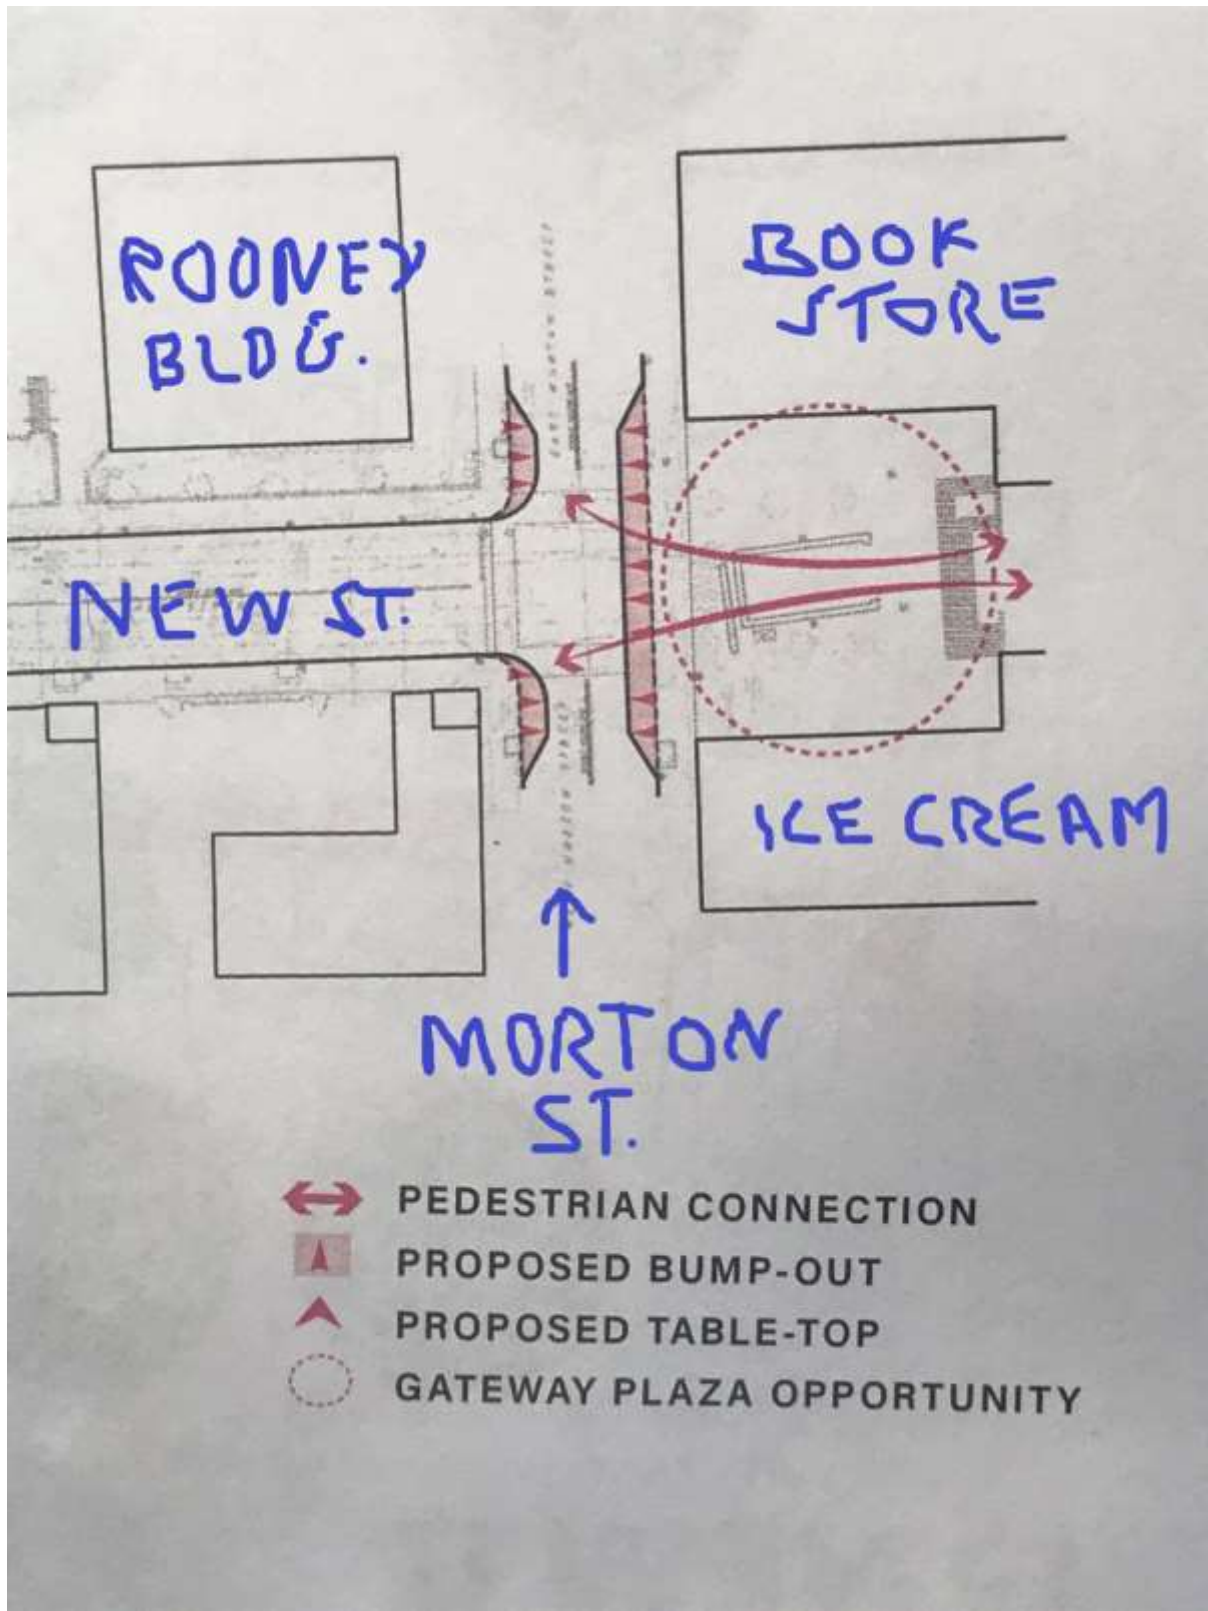 ROONEY
BLDG.
BOOK
STORE
NEW ST.
ICE CREAM
MORTON
ST.
PEDESTRIAN CONNECTION
PROPOSED BUMP-OUT
PROPOSED TABLE-TOP
GATEWAY PLAZA OPPORTUNITY